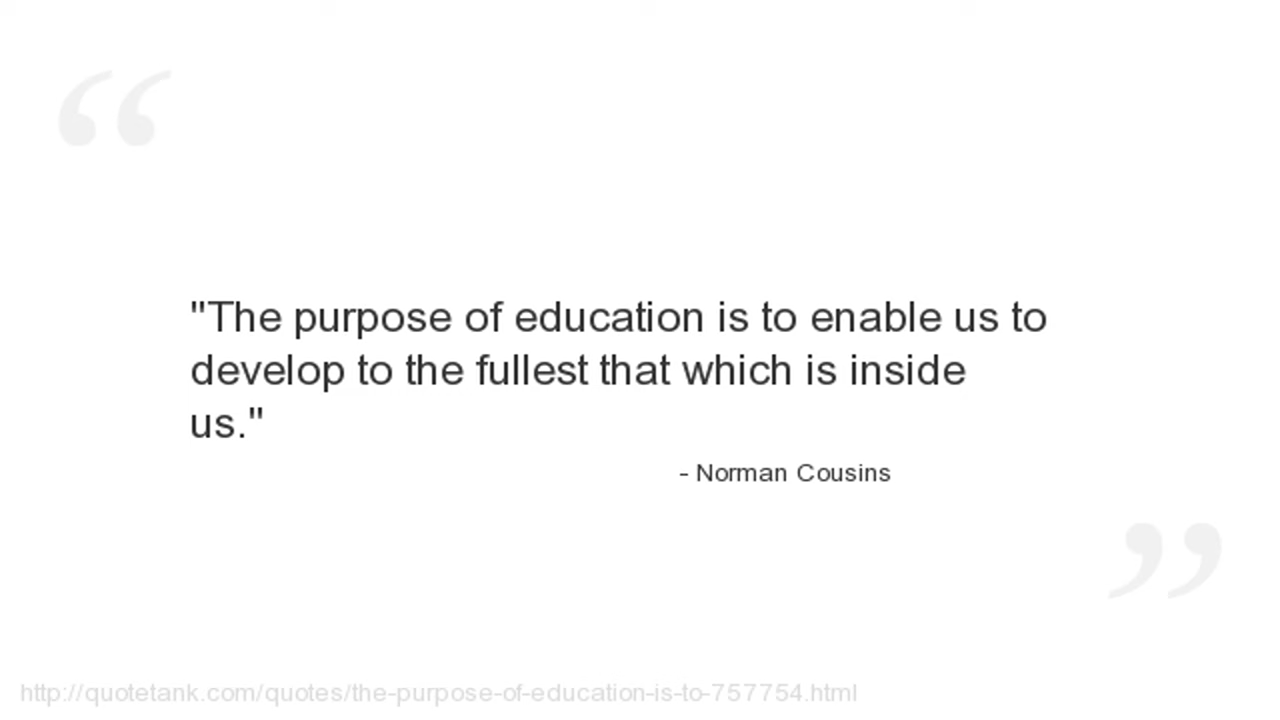 "The purpose of education is to enable us to
develop to the fullest that which is inside
us."
- Norman Cousins
http://quotetank.com/quotes/the-purpose-of-education-is-to-757754.html